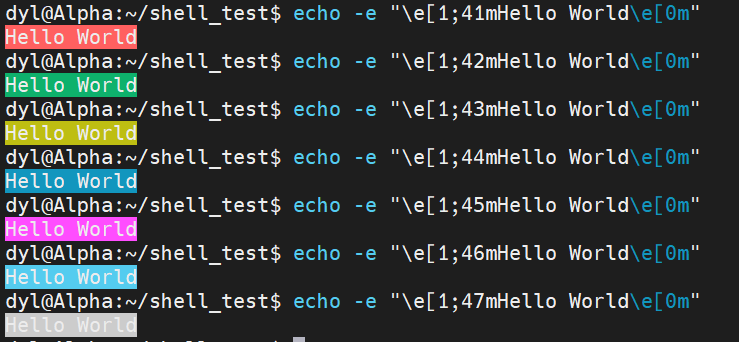 dyl@Alpha:~/shell_test$ echo -e "\e[1;41mHello World\e[0m"
Hello World
dyl@Alpha:~/shell_test$ echo -e "\e[1;42mHello World\e[0m"
Hello World
dyl@Alpha:~/shell_test$ echo -e "\e[1;43mHello World\e[0m"
Hello World
dyl@Alpha:~/shell_test$ echo -e "\e[1;44mHello World\e[0m"
Hello World
dyl@Alpha:~/shell_test$ echo -e "\e[1;45mHello World\e[0m"
Hello World
dyl@Alpha:~/shell_test$ echo -e "\e[1;46mHello World\e[0m"
Hello World
dyl@Alpha:~/shell_test$ echo -e "\e[1;47mHello World\e[0m"
Hello World